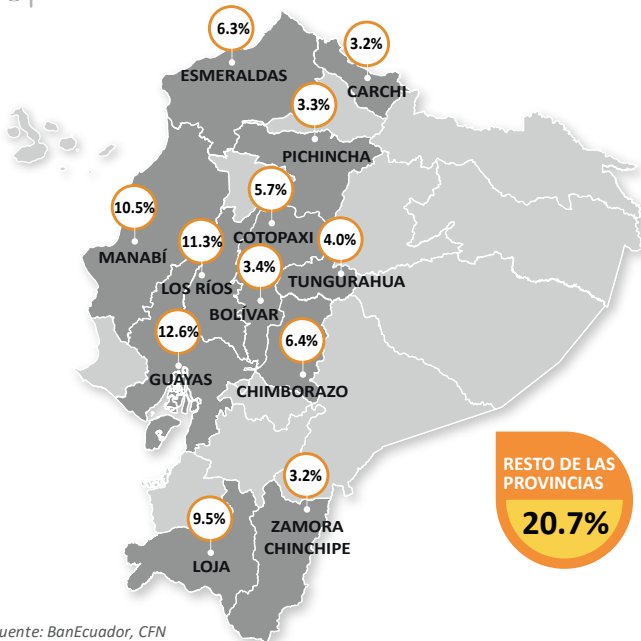 6.3%
ESMERALDAS
3.2%
CARCHI
3.3%
PICHINCHA
5.7%
COTOPAXI
10.5%
MANABÍ
11.3%
LOS RÍOS
3.4%
BOLÍVAR
4.0%
TUNGURAHUA
12.6%
GUAYAS
6.4%
CHIMBORAZO
3.2%
ZAMORA
CHINCHIPE
9.5%
LOJA
RESTO DE LAS
PROVINCIAS
20.7%
uente: BanEcuador, CFN